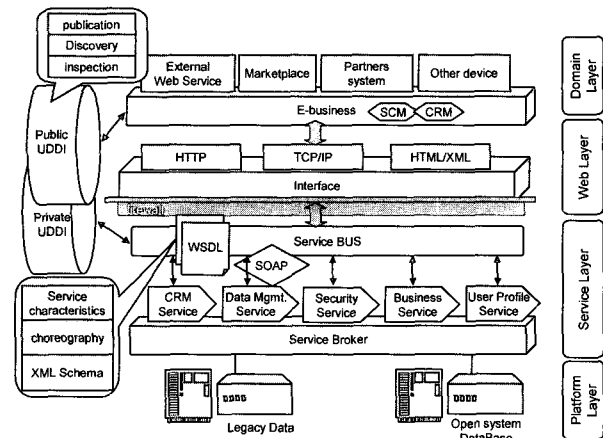 publication
Discovery
inspection
External
Web Service
Marketplace
Partners
system
Other device
E-business
SCM
CRM
Domain
Layer
Public
UDDI
HTTP
TCP/IP
HTML/XML
Interface
Web Layer
Private
UDDI
WSDL
Service BUS
SOAP
Service
characteristics
choreography
XML Schema
CRM
Service
Data Mgmt.
Service
Security
Service
Business
Service
User Profile
Service
Service Broker
Service Layer
Legacy Data
Open system
DataBase
Platform
Layer